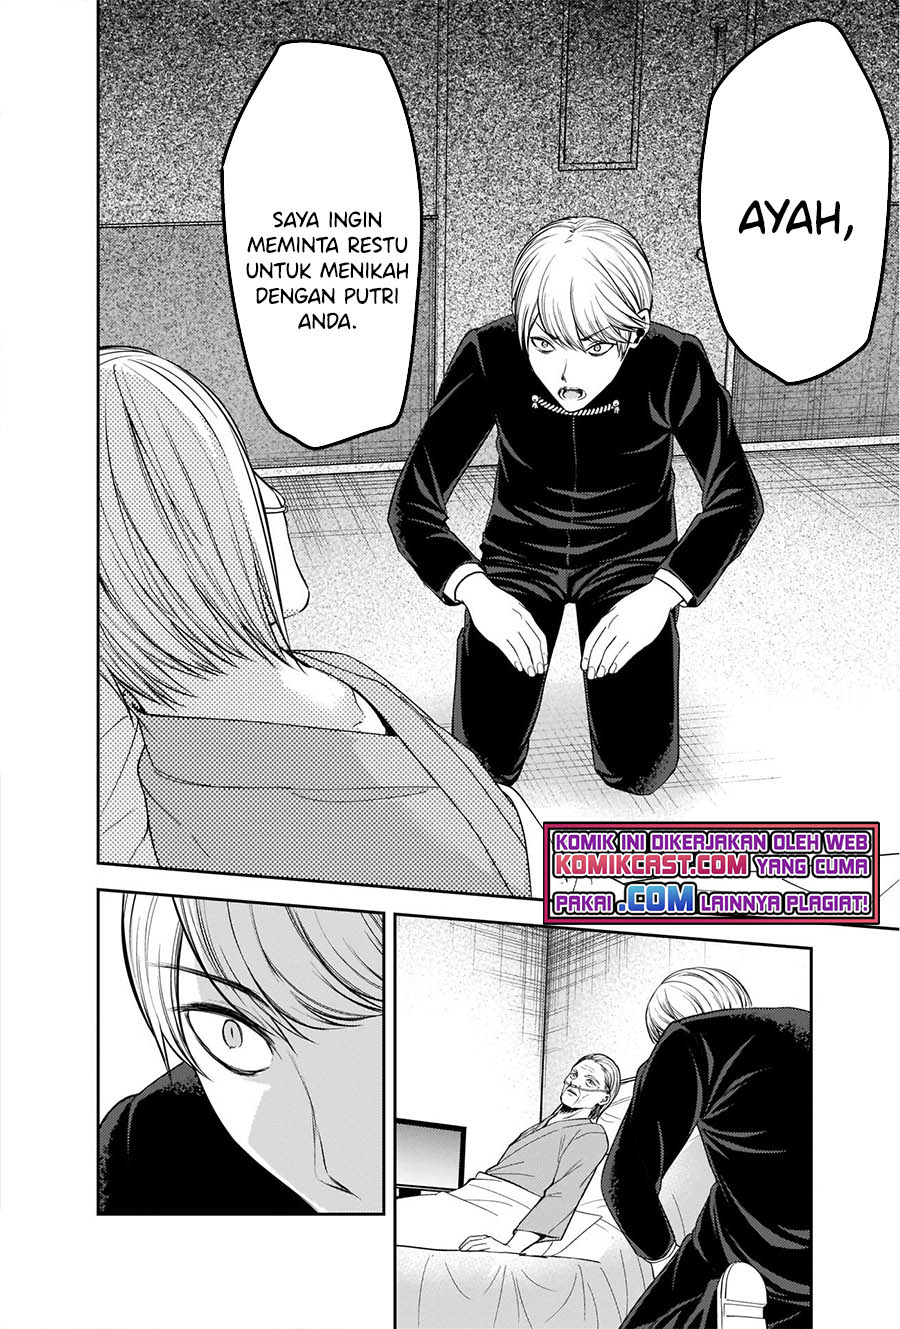 AYAH,
SAYA INGIN
MEMINTA RESTU
UNTUK MENIKAH
DENGAN PUTRI
ANDA.
KOMIK INI DIKERJAKAN OLEH WEB
KOMIKCAST.COM YANG CUMA
PAKAI .COM LAINNYA PLAGIAT!